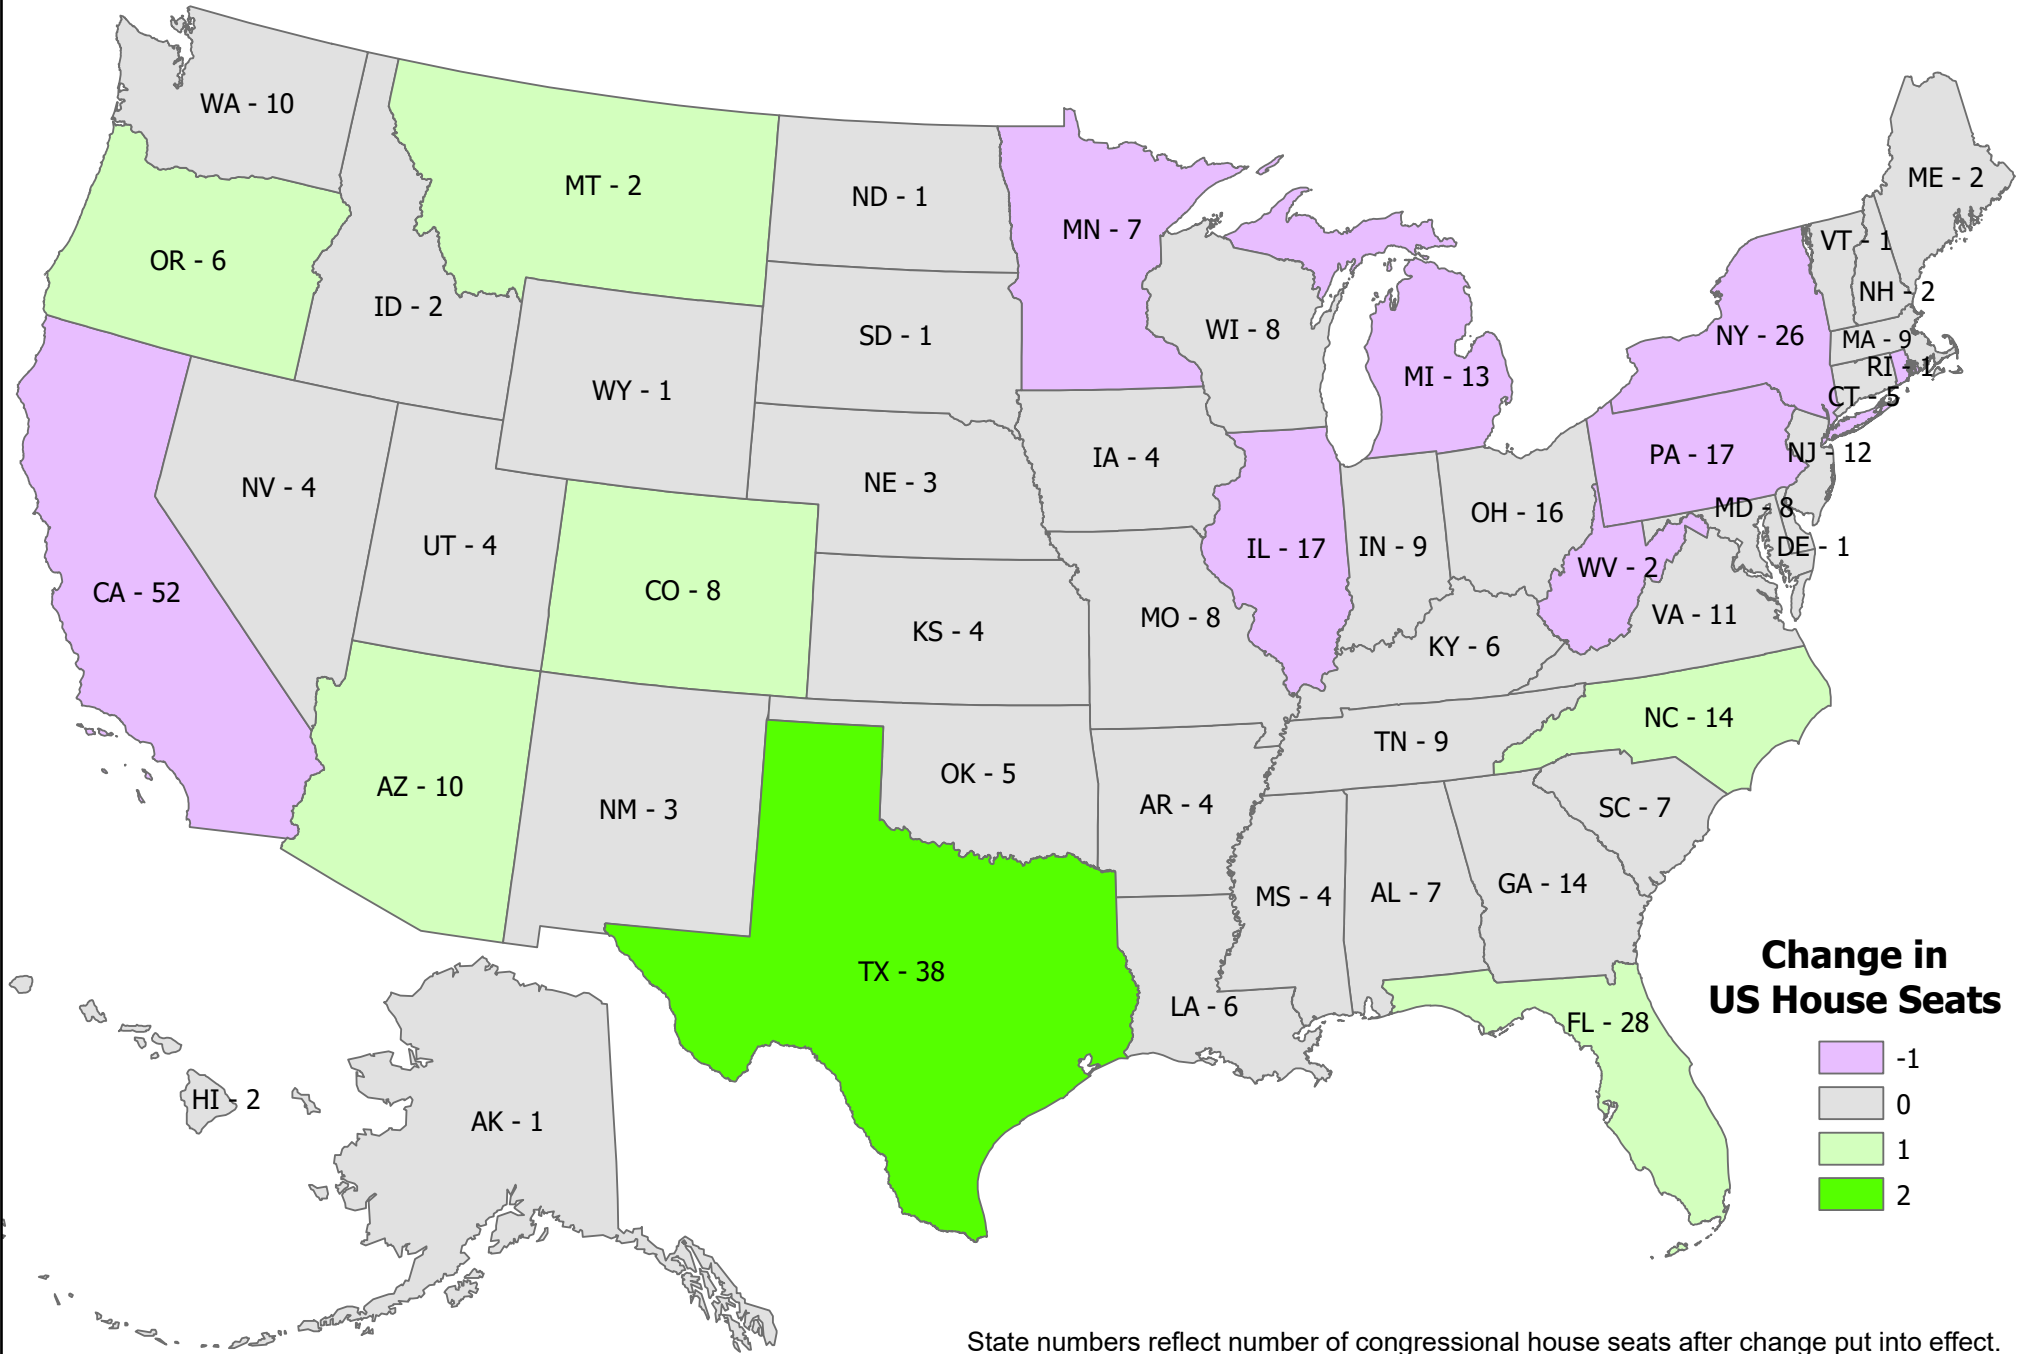 WA - 10
MT - 2
ND - 1
MN - 7
ME - 2
OR - 6
ID - 2
SD - 1
WI - 8
VT - 1
NH - 2
NY - 26
MA - 9
RI - 1
CT - 5
WY - 1
MI - 13
NV - 4
NE - 3
IA - 4
PA - 17
NJ - 12
OH - 16
MD - 8
UT - 4
IL - 17
IN - 9
DE - 1
CA - 52
CO - 8
WV - 2
KS - 4
MO - 8
VA - 11
KY - 6
NC - 14
TN - 9
AZ - 10
NM - 3
OK - 5
AR - 4
SC - 7
MS - 4
AL - 7
GA - 14
TX - 38
LA - 6
FL - 28
HI - 2
AK - 1
Change in
US House Seats
-1
0
1
2
State numbers reflect number of congressional house seats after change put into effect.